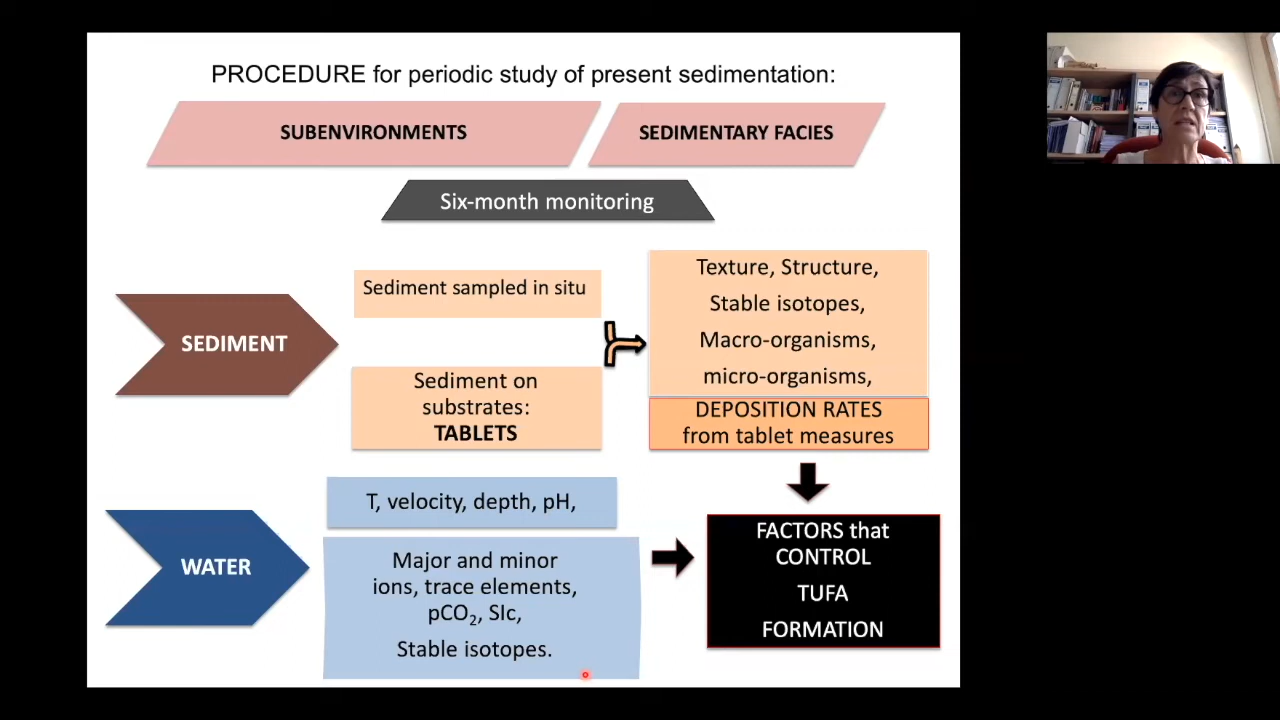 PROCEDURE for periodic study of present sedimentation:
SUBENVIRONMENTS
SEDIMENTARY FACIES
Six-month monitoring
SEDIMENT
Sediment sampled in situ
Sediment on
substrates:
TABLETS
Texture, Structure,
Stable isotopes,
Macro-organisms,
micro-organisms,
DEPOSITION RATES
from tablet measures
WATER
T, velocity, depth, pH,
Major and minor
ions, trace elements,
pCO₂, SIc,
Stable isotopes.
FACTORS that
CONTROL
TUFA
FORMATION